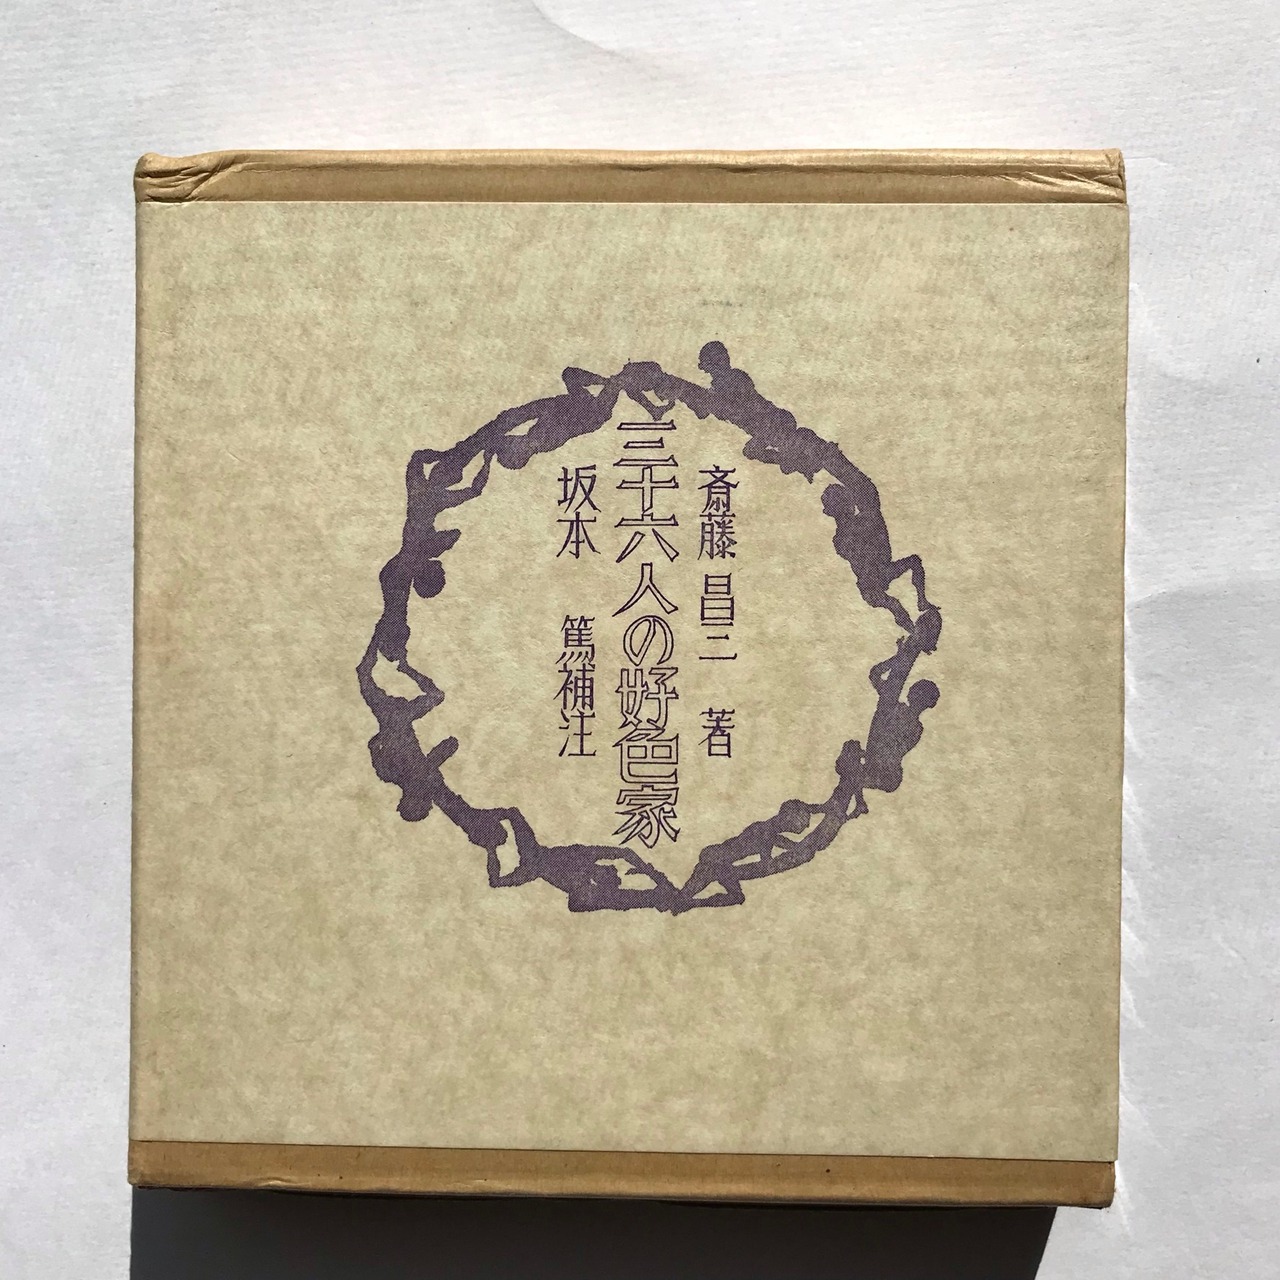 斎藤昌三 著
三十六人の好色家
坂本 篤補注